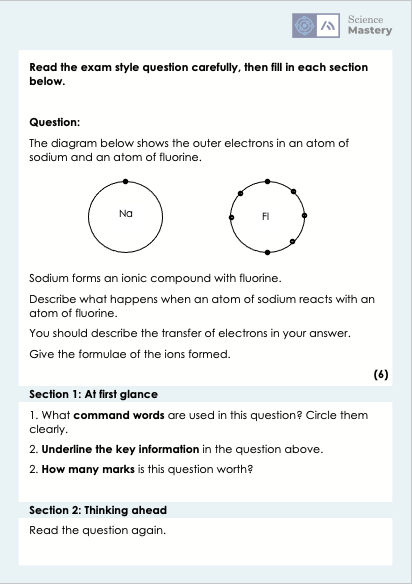 Science
Mastery
Read the exam style question carefully, then fill in each section
below.
Question:
The diagram below shows the outer electrons in an atom of
sodium and an atom of fluorine.
Na
Fl
Sodium forms an ionic compound with fluorine.
Describe what happens when an atom of sodium reacts with an
atom of fluorine.
You should describe the transfer of electrons in your answer.
Give the formulae of the ions formed.
(6)
Section 1: At first glance
1. What command words are used in this question? Circle them
clearly.
2. Underline the key information in the question above.
2. How many marks is this question worth?
Section 2: Thinking ahead
Read the question again.